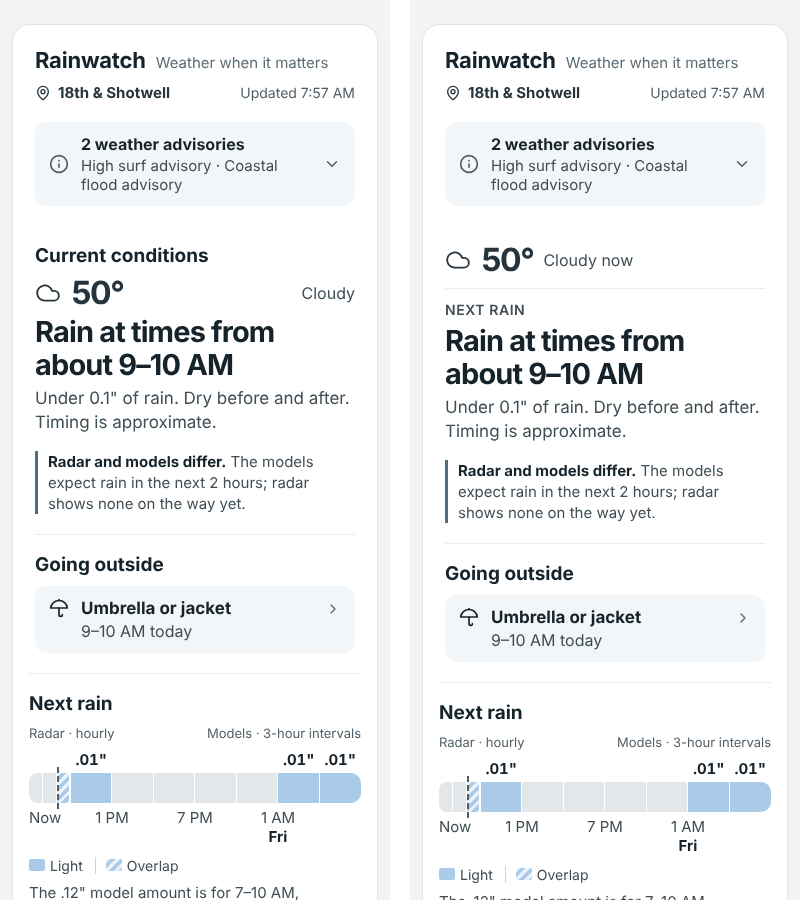 Rainwatch Weather when it matters
18th & Shotwell Updated 7:57 AM
2 weather advisories
High surf advisory · Coastal
flood advisory
Current conditions
50° Cloudy
Rain at times from
about 9–10 AM
Under 0.1" of rain. Dry before and after.
Timing is approximate.
Radar and models differ. The models
expect rain in the next 2 hours; radar
shows none on the way yet.
Going outside
Umbrella or jacket
9–10 AM today
Next rain
Radar · hourly Models · 3-hour intervals
.01" .01" .01"
Now 1 PM 7 PM 1 AM
Fri
Light Overlap
The .12" model amount is for 7–10 AM,
Rainwatch Weather when it matters
18th & Shotwell Updated 7:57 AM
2 weather advisories
High surf advisory · Coastal
flood advisory
50° Cloudy now
NEXT RAIN
Rain at times from
about 9–10 AM
Under 0.1" of rain. Dry before and after.
Timing is approximate.
Radar and models differ. The models
expect rain in the next 2 hours; radar
shows none on the way yet.
Going outside
Umbrella or jacket
9–10 AM today
Next rain
Radar · hourly Models · 3-hour intervals
.01" .01" .01"
Now 1 PM 7 PM 1 AM
Fri
Light Overlap
The .12" model amount is for 7–10 AM,